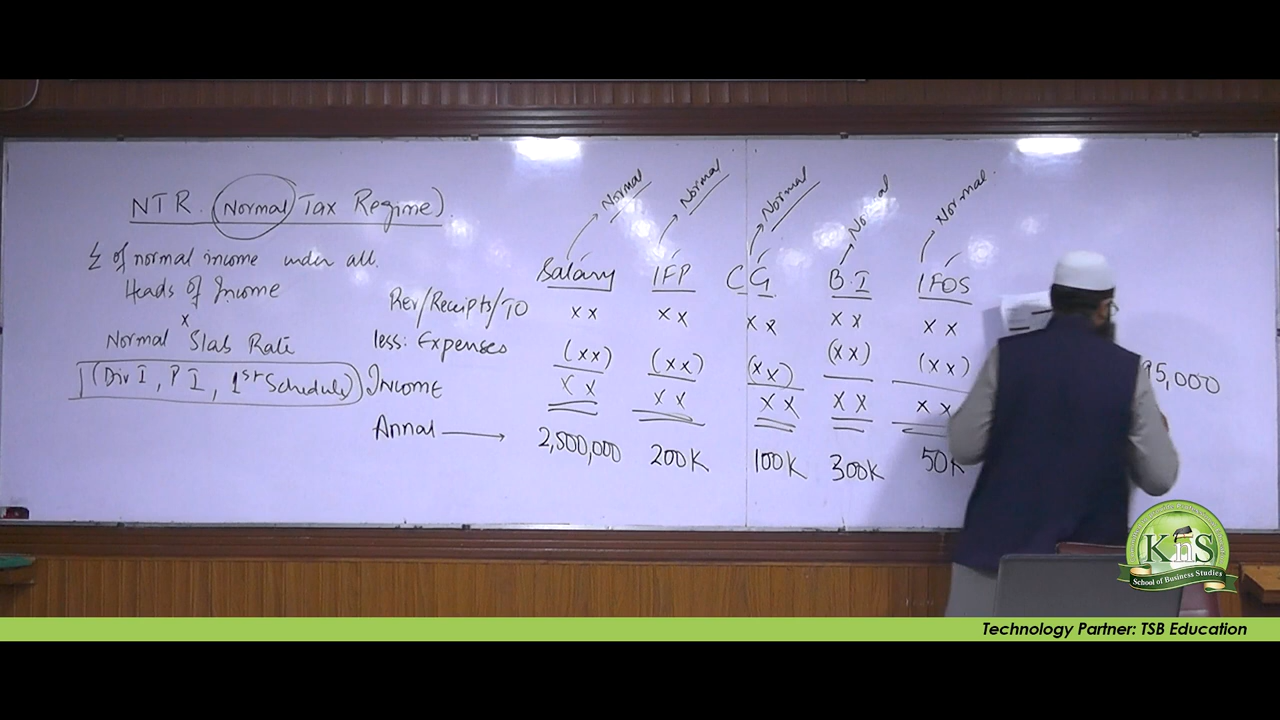 NTR (Normal Tax Regime).
Σ of normal income under all.
Heads of Income
x
Normal Slab Rate
(Div I, P I, 1st Schedule)
Normal Normal Normal Normal Normal.
Salary IFP CG B.I IFOS
Rev/Receipts/TO xx xx xx xx xx
less: Expenses (xx) (xx) (xx) (xx) (xx)
Income xx xx xx xx xx
Annal 2,500,000 200K 100K 300K 50K
95,000
KnS
School of Business Studies
Technology Partner: TSB Education